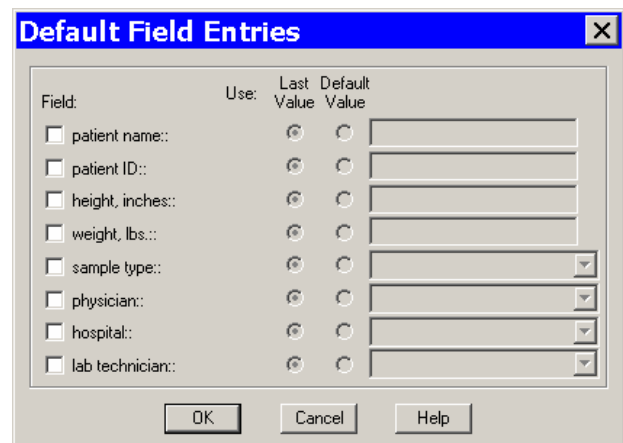 Default Field Entries
Last Default
Field: Use: Value Value
patient name::
patient ID::
height, inches::
weight, lbs.::
sample type::
physician::
hospital::
lab technician::
OK Cancel Help